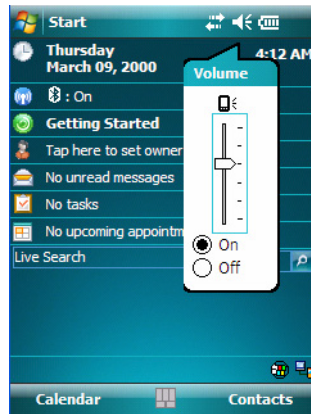 Start
Thursday
March 09, 2000
4:12 AM
Volume
: On
Getting Started
Tap here to set owner
No unread messages
No tasks
No upcoming appointm
On
Off
Live Search
Calendar
Contacts